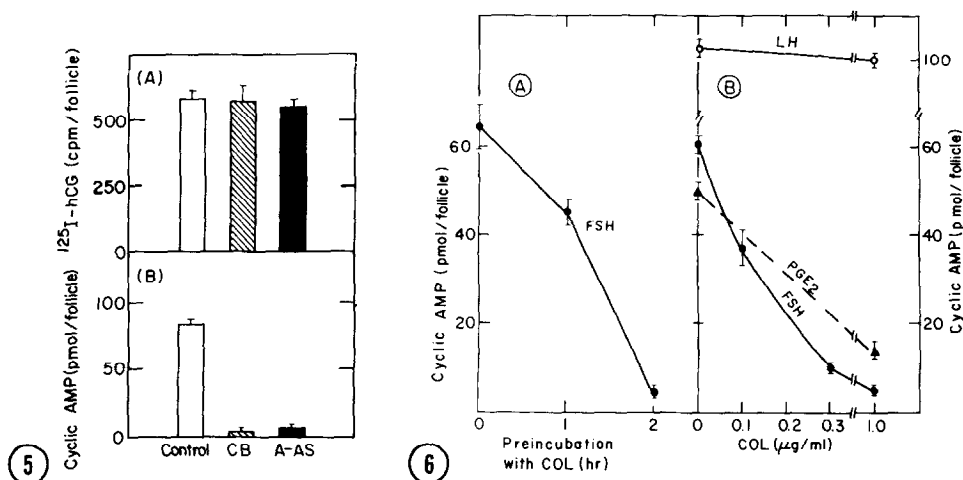 (A)
¹²⁵I-hCG (cpm/follicle)
500
250
0
(B)
Cyclic AMP (pmol/follicle)
100
50
0
Control CB A-AS
5
A
Cyclic AMP (pmol/follicle)
60
40
20
0
FSH
0 1 2
Preincubation
with COL (hr)
6
B
LH
PGE2
FSH
100
60
40
20
Cyclic AMP (pmol/follicle)
0 0.1 0.2 0.3 1.0
COL (μg/ml)